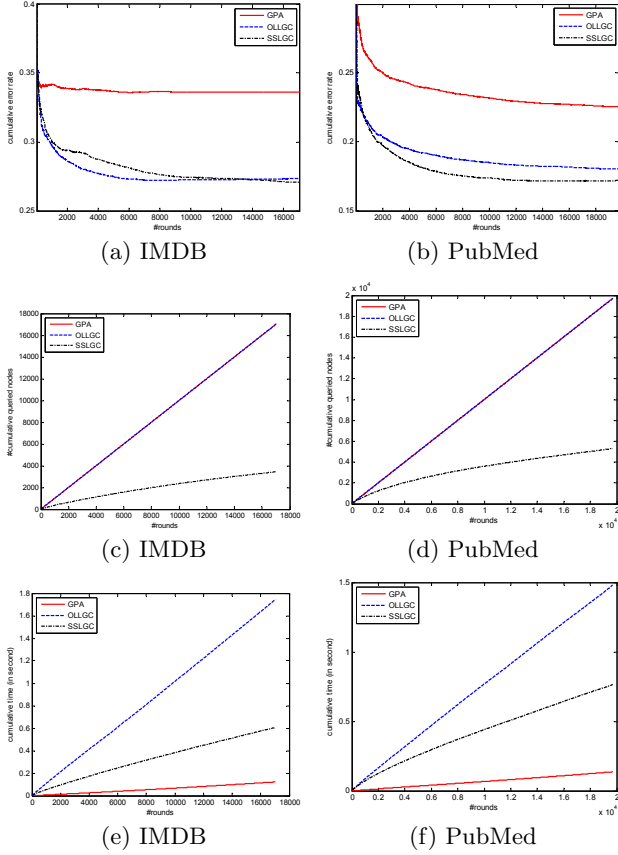 0.4
0.35
0.3
0.25
cumulative error rate
GPA
OLLGC
SSLGC
2000 4000 6000 8000 10000 12000 14000 16000
#rounds
(a) IMDB
0.25
0.2
0.15
cumulative error rate
GPA
OLLGC
SSLGC
2000 4000 6000 8000 10000 12000 14000 16000 18000
#rounds
(b) PubMed
18000
16000
14000
12000
10000
8000
6000
4000
2000
0
#cumulative queried nodes
GPA
OLLGC
SSLGC
0 2000 4000 6000 8000 10000 12000 14000 16000 18000
#rounds
(c) IMDB
x 10^4
2
1.8
1.6
1.4
1.2
1
0.8
0.6
0.4
0.2
0
#cumulative queried nodes
GPA
OLLGC
SSLGC
0 0.2 0.4 0.6 0.8 1 1.2 1.4 1.6 1.8 2
#rounds
x 10^4
(d) PubMed
1.8
1.6
1.4
1.2
1
0.8
0.6
0.4
0.2
0
cumulative time (in second)
GPA
OLLGC
SSLGC
0 2000 4000 6000 8000 10000 12000 14000 16000 18000
#rounds
(e) IMDB
1.5
1
0.5
0
cumulative time (in second)
GPA
OLLGC
SSLGC
0 0.2 0.4 0.6 0.8 1 1.2 1.4 1.6 1.8 2
#rounds
x 10^4
(f) PubMed